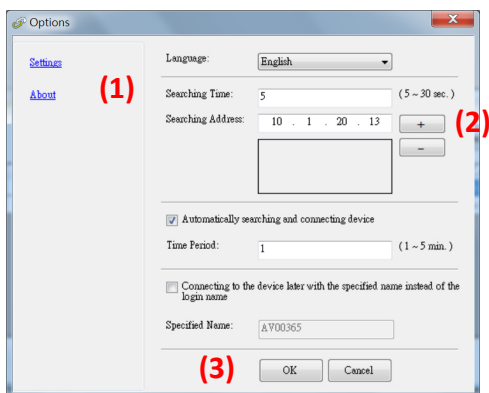 Options
Settings
About
(1)
Language:
English
Searching Time:
5
(5 ~ 30 sec.)
Searching Address:
10 . 1 . 20 . 13
+
(2)
-
Automatically searching and connecting device
Time Period:
1
(1 ~ 5 min.)
Connecting to the device later with the specified name instead of the
login name
Specified Name:
AV00365
(3)
OK
Cancel